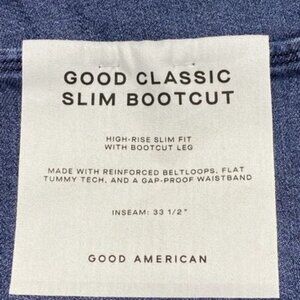 GOOD CLASSIC
SLIM BOOTCUT
HIGH-RISE SLIM FIT
WITH BOOTCUT LEG
MADE WITH REINFORCED BELTLOOPS, FLAT
TUMMY TECH, AND A GAP-PROOF WAISTBAND
INSEAM: 33 1/2"
GOOD AMERICAN